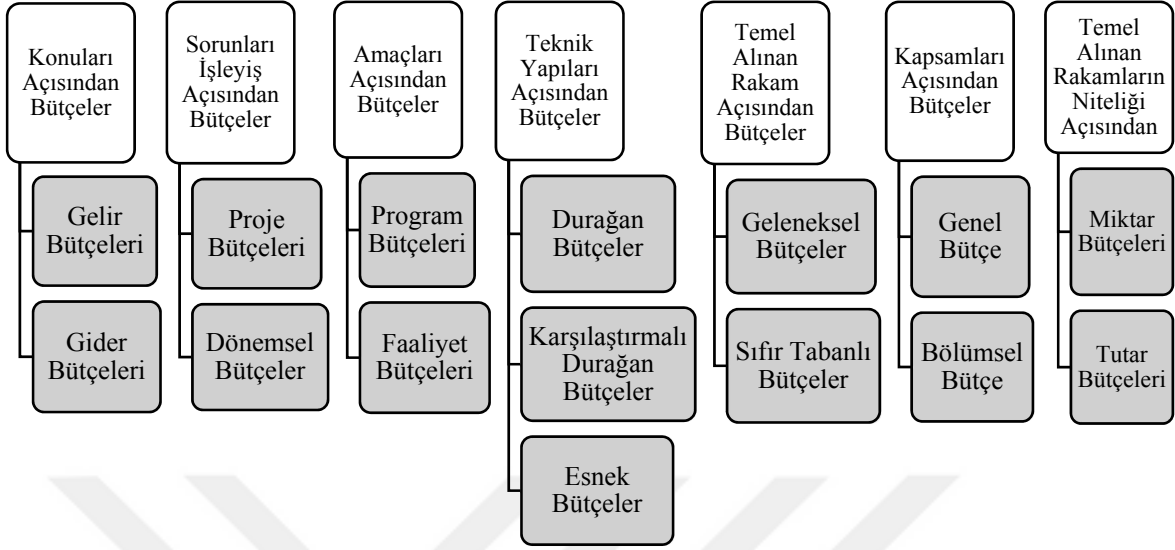 Konuları
Açısından
Bütçeler
Gelir
Bütçeleri
Gider
Bütçeleri
Sorunları
İşleyiş
Açısından
Bütçeler
Proje
Bütçeleri
Dönemsel
Bütçeler
Amaçları
Açısından
Bütçeler
Program
Bütçeleri
Faaliyet
Bütçeleri
Teknik
Yapıları
Açısından
Bütçeler
Durağan
Bütçeler
Karşılaştırmalı
Durağan
Bütçeler
Esnek
Bütçeler
Temel
Alınan
Rakam
Açısından
Bütçeler
Geleneksel
Bütçeler
Sıfır Tabanlı
Bütçeler
Kapsamları
Açısından
Bütçeler
Genel
Bütçe
Bölümsel
Bütçe
Temel
Alınan
Rakamların
Niteliği
Açısından
Miktar
Bütçeleri
Tutar
Bütçeleri